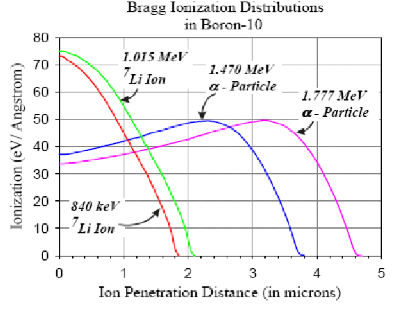 Bragg Ionization Distributions
in Boron-10
80
70
60
50
40
30
20
10
0
Ionization (eV/Angstrom)
1.015 MeV
7Li Ion
1.470 MeV
α - Particle
1.777 MeV
α - Particle
840 keV
7Li Ion
0 1 2 3 4 5
Ion Penetration Distance (in microns)